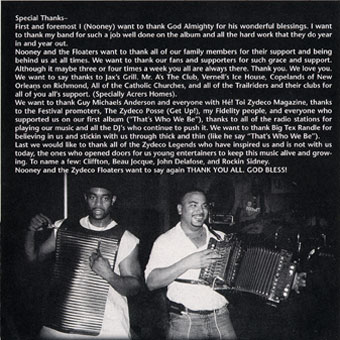 Special Thanks–
First and foremost I (Nooney) want to thank God Almighty for his wonderful blessings. I want
to thank my band for such a job well done on the album and all the hard work that they do year
in and year out.
Nooney and the Floaters want to thank all of our family members for their support and being
behind us at all times. We want to thank our fans and supporters for such grace and support.
Although it maybe three or four times a week you all are always there. Thank you. We love you.
We want to say thanks to Jax's Grill. Mr. A's The Club, Vernell's Ice House, Copelands of New
Orleans on Richmond, All of the Catholic Churches, and all of the Trailriders and their clubs for
all of you all's support. (Specially Acrers Homes).
We want to thank Guy Michaels Anderson and everyone with He! Toi Zydeco Magazine, thanks
to the Festival promoters, The Zydeco Posse (Get Up!), my Fidelity people, and everyone who
supported us on our first album ("That's Who We Be"), thanks to all of the radio stations for
playing our music and all the DJ's who continue to push it. We want to thank Big Tex Randle for
believing in us and stickin with us through thick and thin (like he say "That's Who We Be").
Last we would like to thank all of the Zydeco Legends who have inspired us and is not with us
today, the ones who opened doors for us young entertainers to keep this music alive and grow-
ing. To name a few: Cliffton, Beau Jocque, John Delafose, and Rockin Sidney.
Nooney and the Zydeco Floaters want to say again THANK YOU ALL. GOD BLESS!